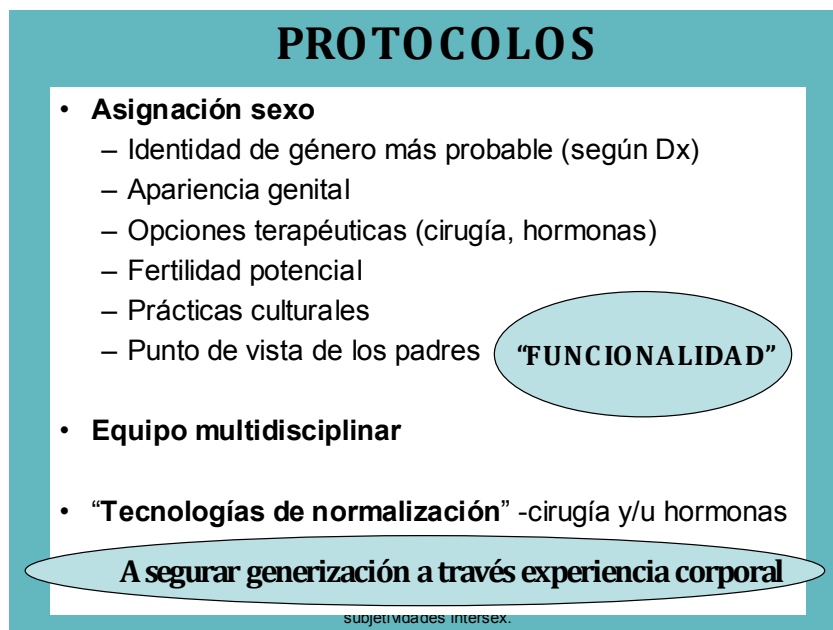 PROTOCOLOS
• Asignación sexo
– Identidad de género más probable (según Dx)
– Apariencia genital
– Opciones terapéuticas (cirugía, hormonas)
– Fertilidad potencial
– Prácticas culturales
– Punto de vista de los padres
“FUNCIONALIDAD”
• Equipo multidisciplinar
• “Tecnologías de normalización” -cirugía y/u hormonas
A segurar generización a través experiencia corporal
subjetividades intersex.